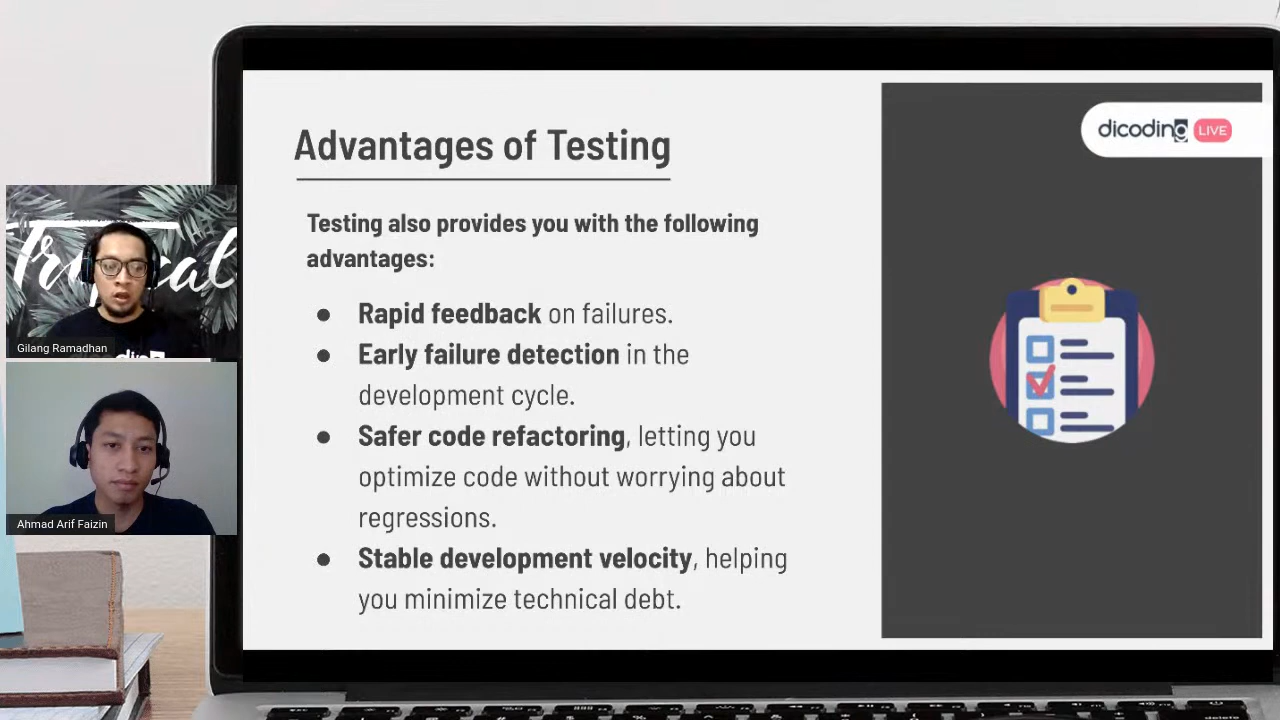 Advantages of Testing
dicoding LIVE
Testing also provides you with the following
advantages:
● Rapid feedback on failures.
● Early failure detection in the
development cycle.
● Safer code refactoring, letting you
optimize code without worrying about
regressions.
● Stable development velocity, helping
you minimize technical debt.
Tropical
Gilang Ramadhan
Ahmad Arif Faizin
delete